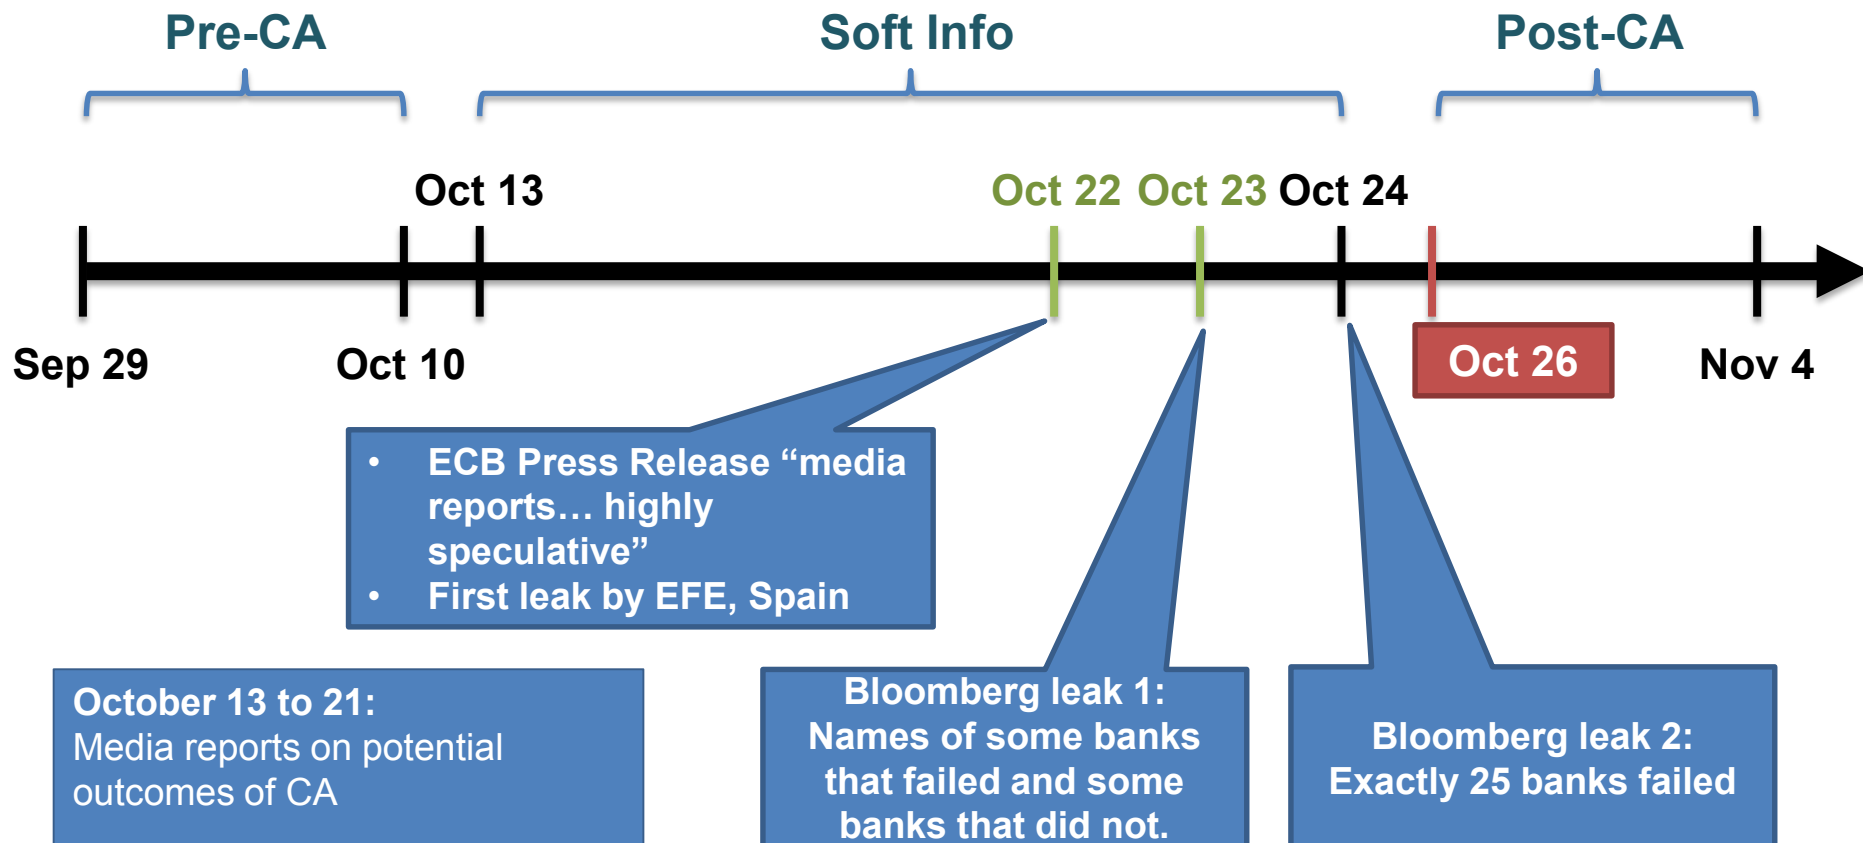 Pre-CA
Soft Info
Post-CA
Oct 13
Oct 22
Oct 23
Oct 24
Sep 29
Oct 10
Oct 26
Nov 4
• ECB Press Release “media
reports… highly
speculative”
• First leak by EFE, Spain
October 13 to 21:
Media reports on potential
outcomes of CA
Bloomberg leak 1:
Names of some banks
that failed and some
banks that did not.
Bloomberg leak 2:
Exactly 25 banks failed